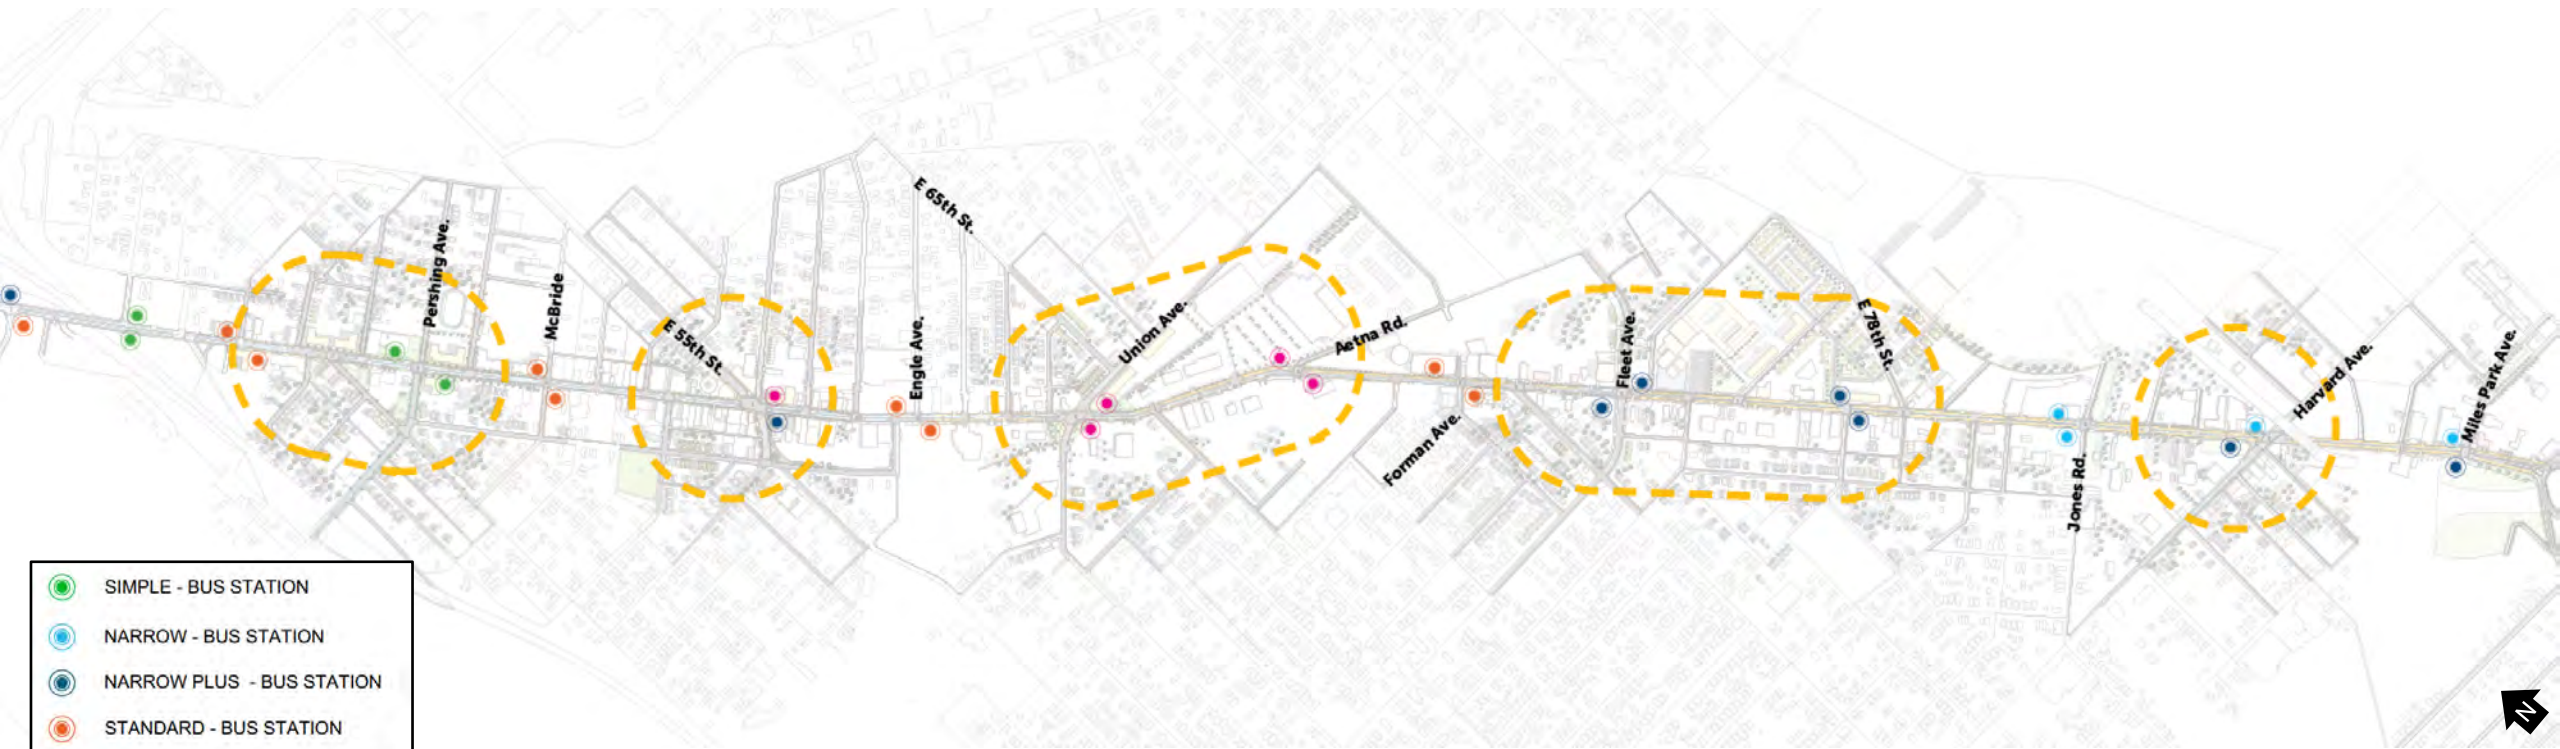 Pershing Ave.
McBride
E 55th St.
Engle Ave.
E 65th St.
Union Ave.
Aetna Rd.
Forman Ave.
Fleet Ave.
E 78th St.
Jones Rd.
Harvard Ave.
Miles Park Ave.
SIMPLE - BUS STATION
NARROW - BUS STATION
NARROW PLUS - BUS STATION
STANDARD - BUS STATION
N